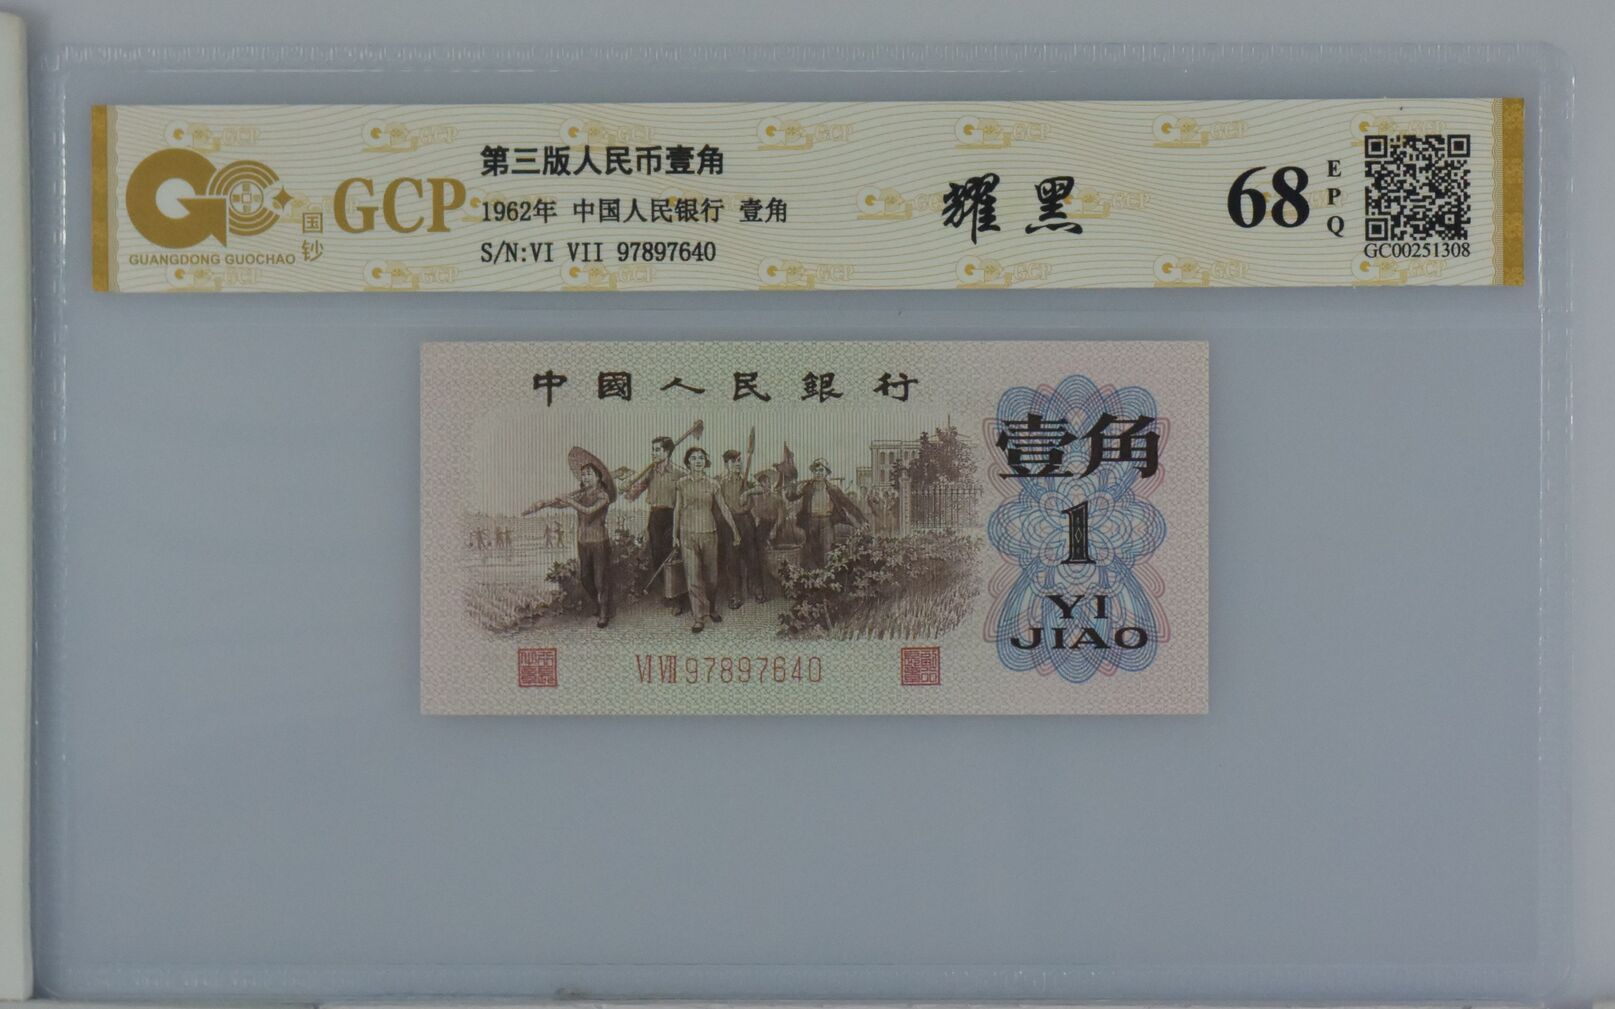 GCP
国钞
GUANGDONG GUOCHAO
第三版人民币壹角
1962年 中国人民银行 壹角
S/N:VI VII 97897640
耀黑
68
EPQ
GC00251308
中國人民銀行
壹角
1
YI
JIAO
VI VII 97897640